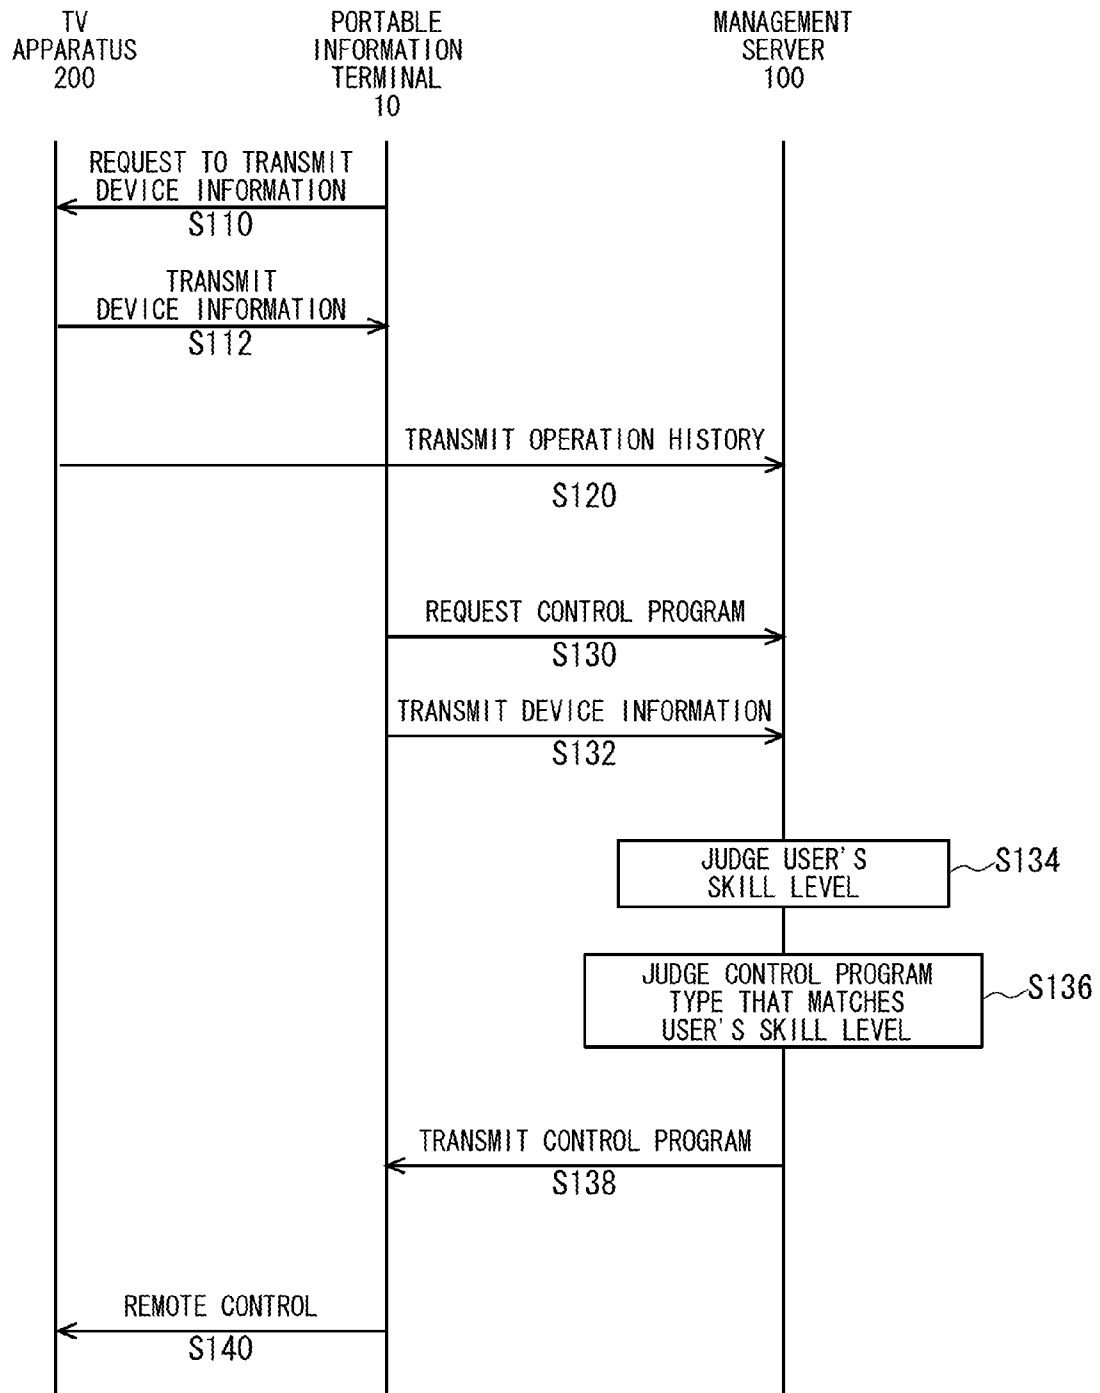 TV
APPARATUS
200
PORTABLE
INFORMATION
TERMINAL
10
MANAGEMENT
SERVER
100
REQUEST TO TRANSMIT
DEVICE INFORMATION
S110
TRANSMIT
DEVICE INFORMATION
S112
TRANSMIT OPERATION HISTORY
S120
REQUEST CONTROL PROGRAM
S130
TRANSMIT DEVICE INFORMATION
S132
JUDGE USER'S
SKILL LEVEL
S134
JUDGE CONTROL PROGRAM
TYPE THAT MATCHES
USER'S SKILL LEVEL
S136
TRANSMIT CONTROL PROGRAM
S138
REMOTE CONTROL
S140